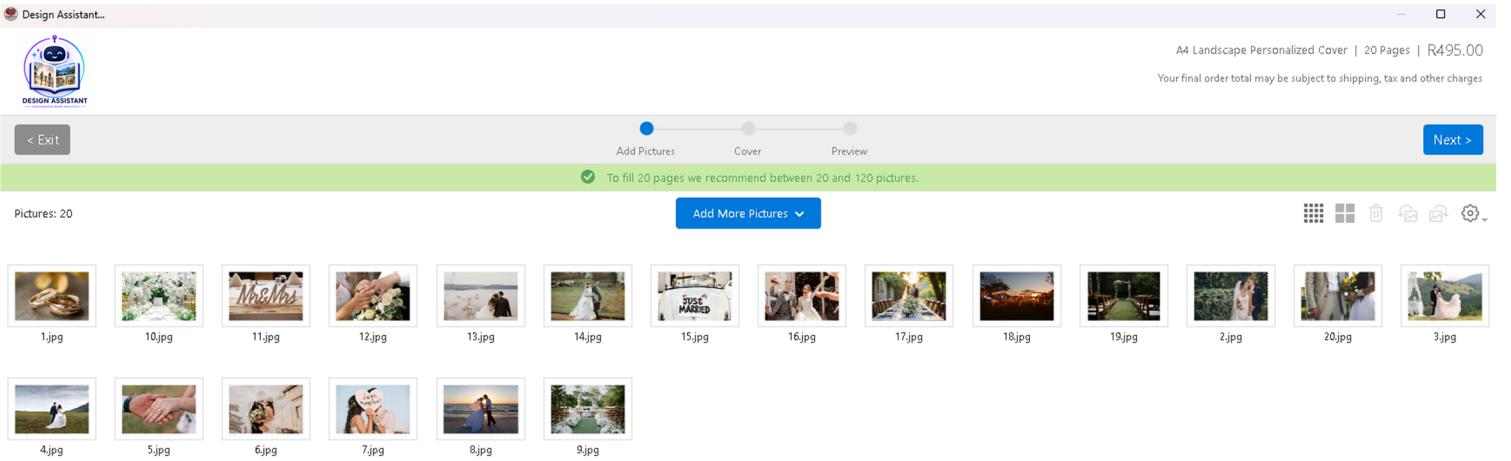 Design Assistant...
DESIGN ASSISTANT
A4 Landscape Personalized Cover | 20 Pages | R495.00
Your final order total may be subject to shipping, tax and other charges
< Exit
Add Pictures
Cover
Preview
Next >
To fill 20 pages we recommend between 20 and 120 pictures.
Pictures: 20
Add More Pictures
Mr&Mrs
JUST
MARRIED
1.jpg
10.jpg
11.jpg
12.jpg
13.jpg
14.jpg
15.jpg
16.jpg
17.jpg
18.jpg
19.jpg
2.jpg
20.jpg
3.jpg
4.jpg
5.jpg
6.jpg
7.jpg
8.jpg
9.jpg